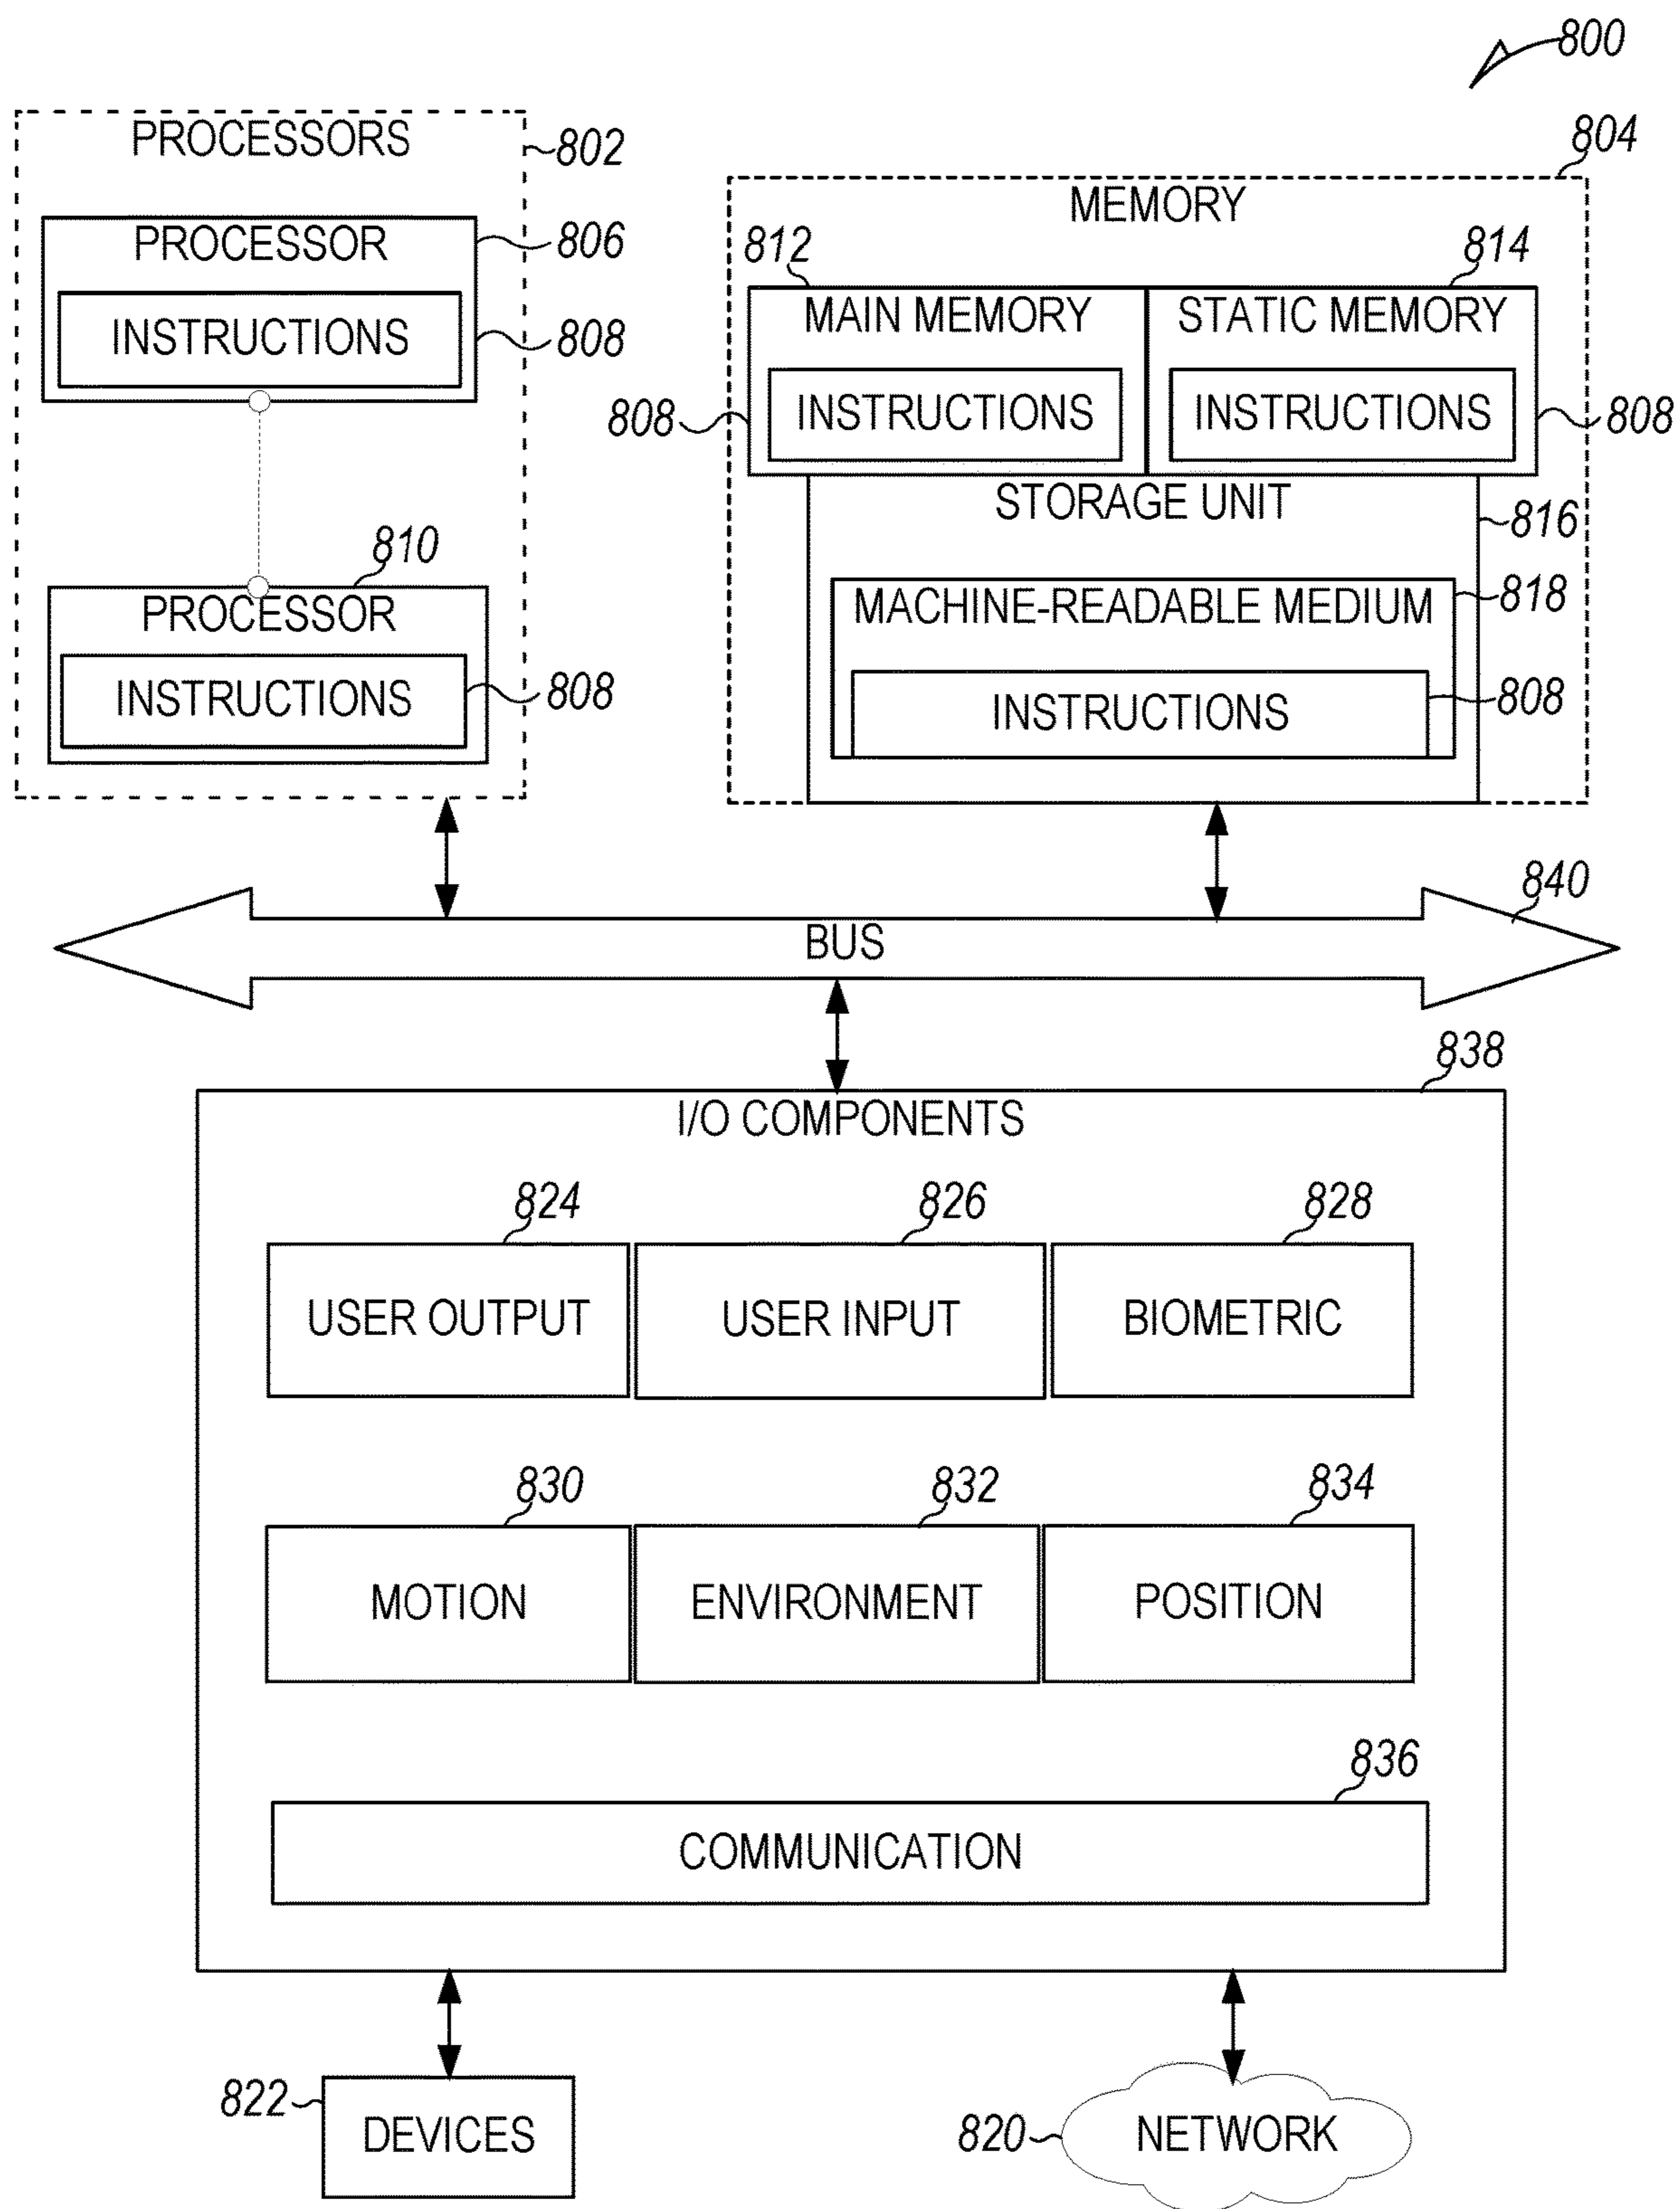 800
PROCESSORS 802
804
MEMORY
PROCESSOR 806
812 814
INSTRUCTIONS 808
MAIN MEMORY STATIC MEMORY
808 INSTRUCTIONS INSTRUCTIONS 808
STORAGE UNIT 816
810
PROCESSOR
MACHINE-READABLE MEDIUM 818
INSTRUCTIONS 808
INSTRUCTIONS 808
840
BUS
838
I/O COMPONENTS
824 826 828
USER OUTPUT USER INPUT BIOMETRIC
830 832 834
MOTION ENVIRONMENT POSITION
836
COMMUNICATION
822 DEVICES
820 NETWORK